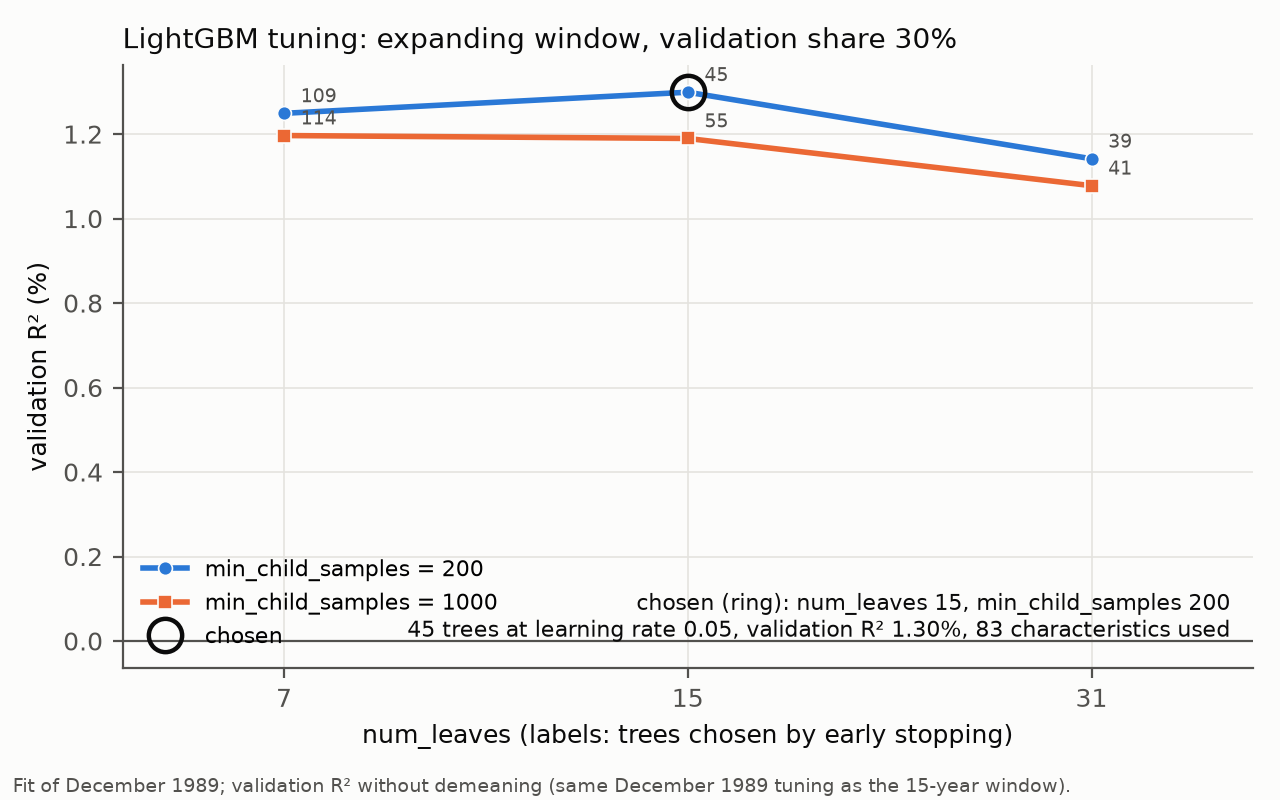 LightGBM tuning: expanding window, validation share 30%
109
114
45
55
39
41
1.2
1.0
0.8
0.6
0.4
0.2
0.0
validation R² (%)
min_child_samples = 200
min_child_samples = 1000
chosen
chosen (ring): num_leaves 15, min_child_samples 200
45 trees at learning rate 0.05, validation R² 1.30%, 83 characteristics used
7
15
31
num_leaves (labels: trees chosen by early stopping)
Fit of December 1989; validation R² without demeaning (same December 1989 tuning as the 15-year window).